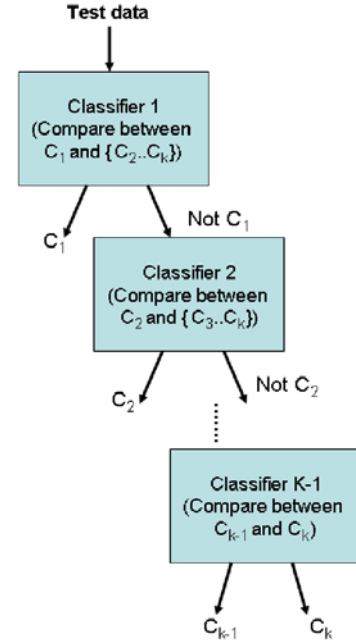 Test data
Classifier 1
(Compare between
C₁ and {C₂..Cₖ})
C₁
Not C₁
Classifier 2
(Compare between
C₂ and {C₃..Cₖ})
C₂
Not C₂
Classifier K-1
(Compare between
Cₖ₋₁ and Cₖ)
Cₖ₋₁
Cₖ